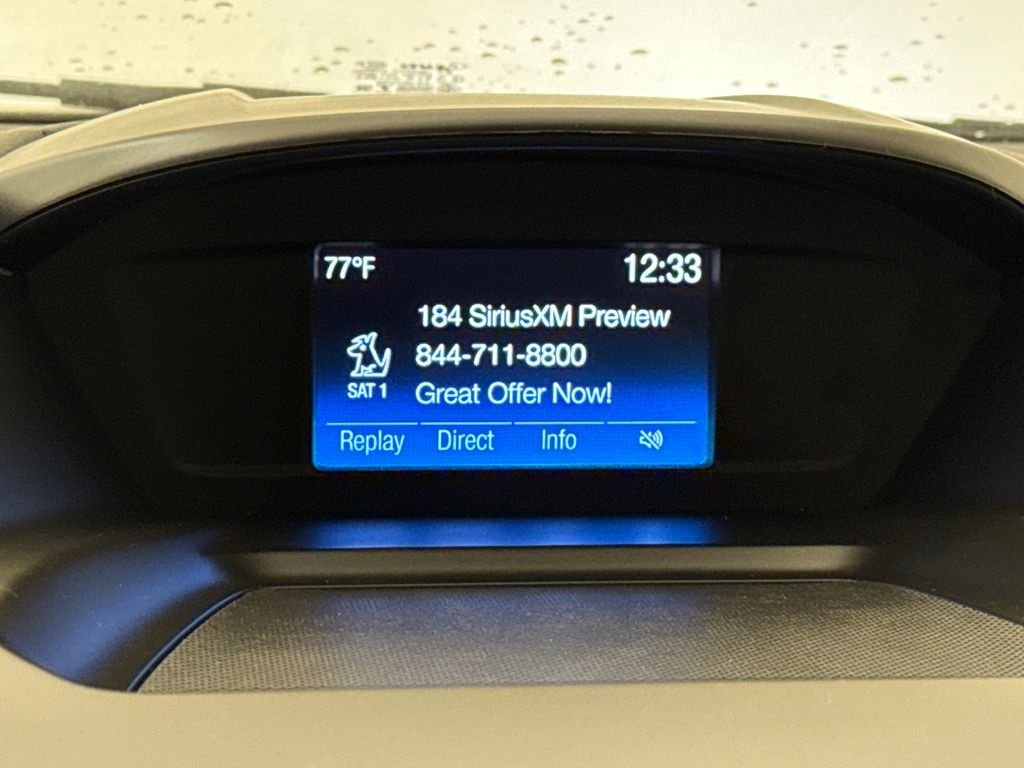 77°F 12:33
184 SiriusXM Preview
844-711-8800
SAT 1
Great Offer Now!
Replay Direct Info